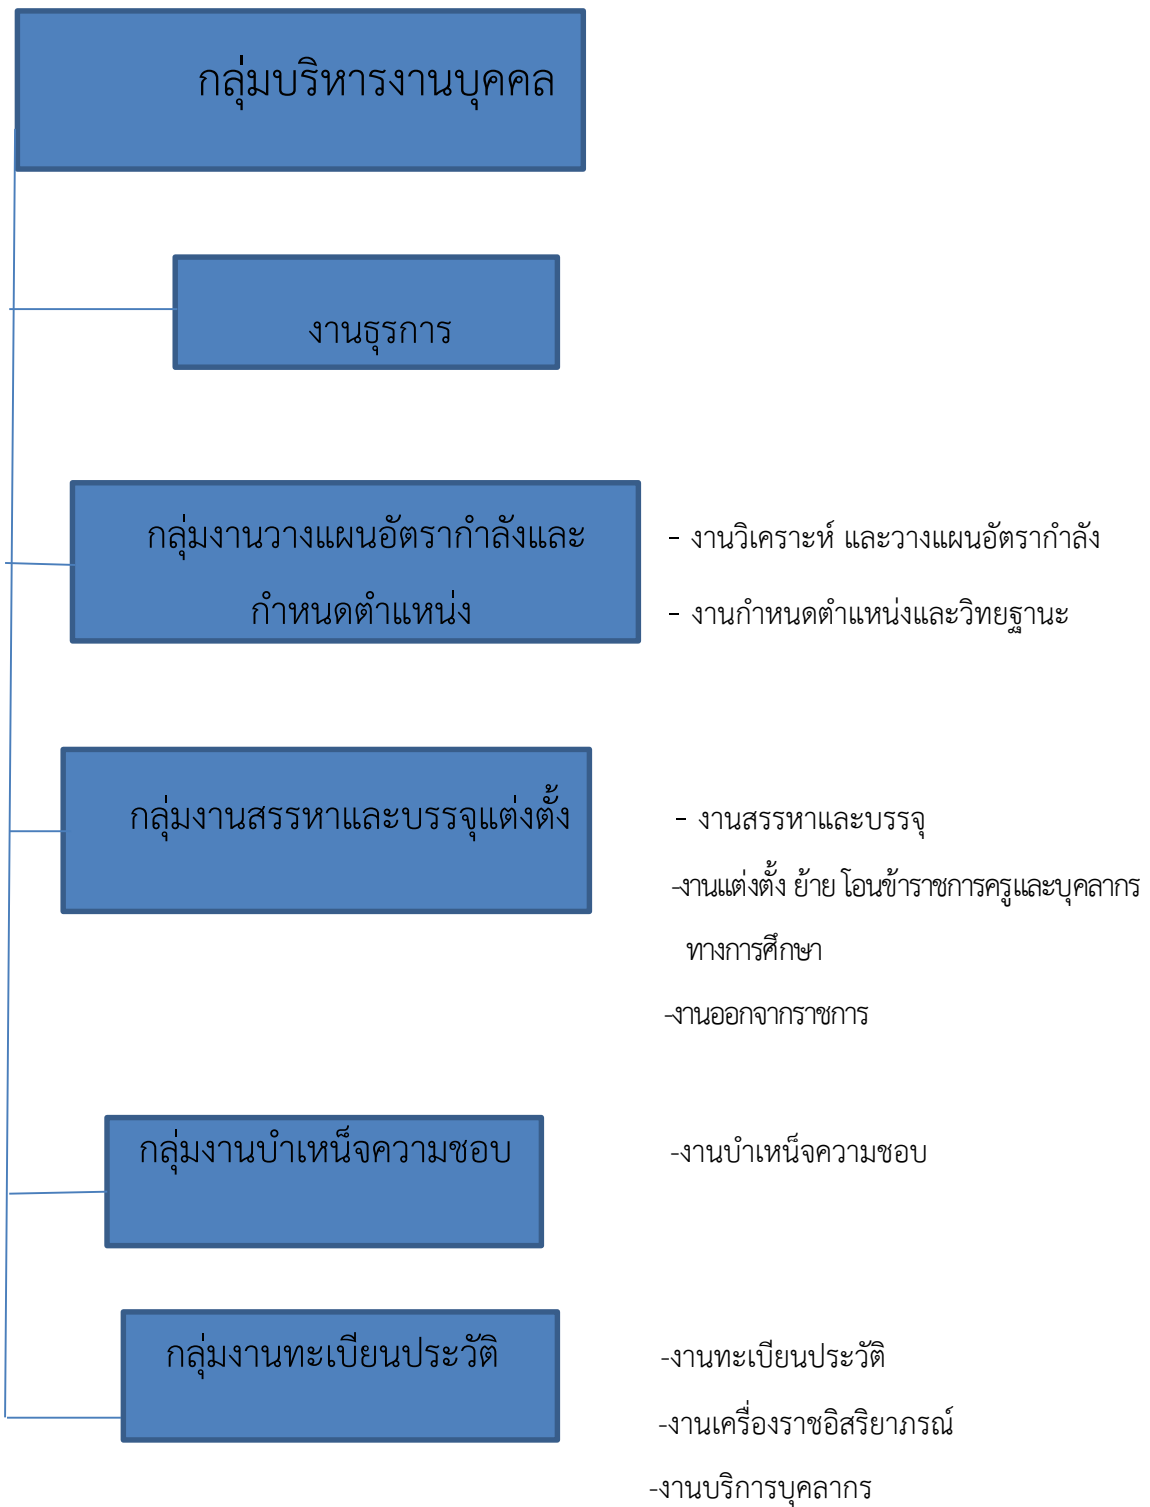 กลุ่มบริหารงานบุคคล
งานธุรการ
กลุ่มงานวางแผนอัตรากำลังและ
กำหนดตำแหน่ง
- งานวิเคราะห์ และวางแผนอัตรากำลัง
- งานกำหนดตำแหน่งและวิทยฐานะ
กลุ่มงานสรรหาและบรรจุแต่งตั้ง
- งานสรรหาและบรรจุ
-งานแต่งตั้ง ย้าย โอนข้าราชการครูและบุคลากร
ทางการศึกษา
-งานออกจากราชการ
กลุ่มงานบำเหน็จความชอบ
-งานบำเหน็จความชอบ
กลุ่มงานทะเบียนประวัติ
-งานทะเบียนประวัติ
-งานเครื่องราชอิสริยาภรณ์
-งานบริการบุคลากร